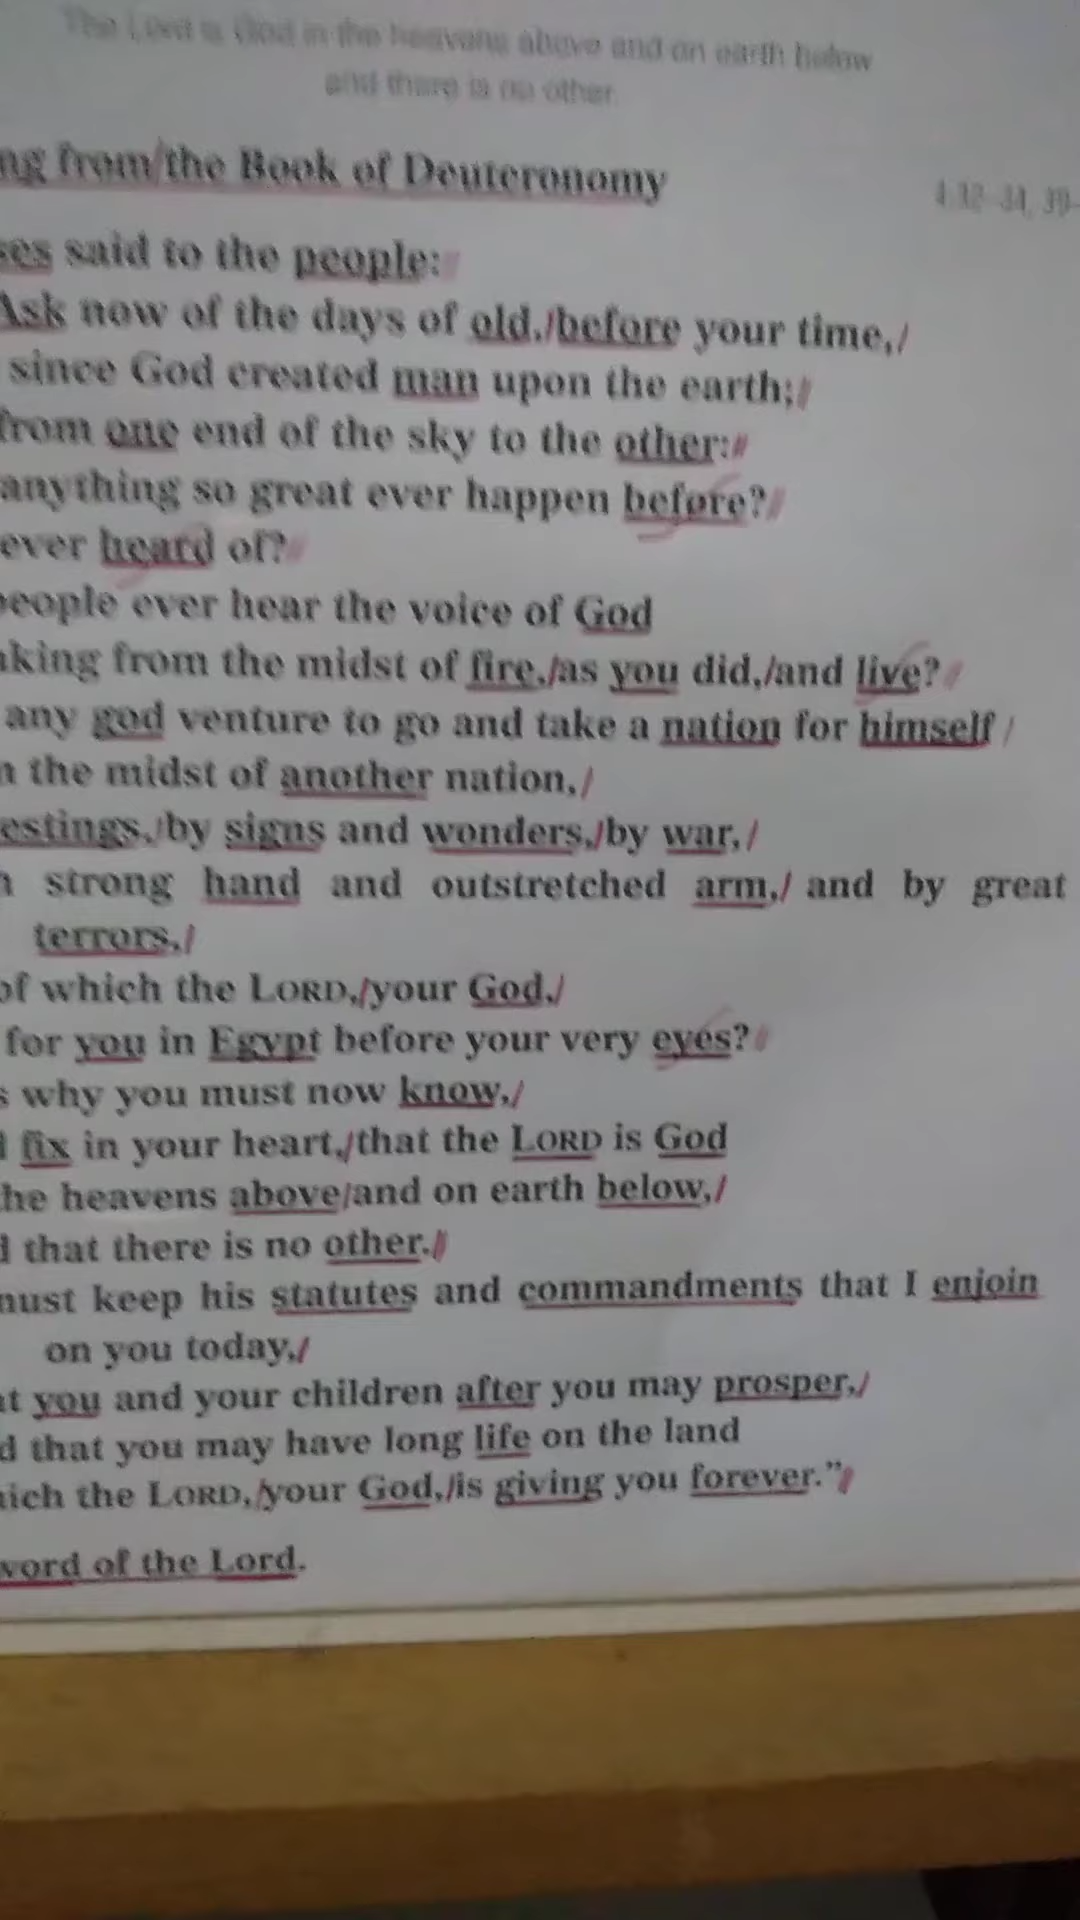 The Lord is God in the heavens above and on earth below
and there is no other.
ng from/the Book of Deuteronomy
4:32-34, 39-
ses said to the people://
Ask now of the days of old,/before your time,/
since God created man upon the earth;//
from one end of the sky to the other://
anything so great ever happen before?//
ever heard of?//
people ever hear the voice of God
aking from the midst of fire,/as you did,/and live?//
any god venture to go and take a nation for himself/
n the midst of another nation,/
estings,/by signs and wonders,/by war,/
strong hand and outstretched arm,/ and by great
terrors,/
of which the LORD,/your God,/
for you in Egypt before your very eyes?//
s why you must now know,/
d fix in your heart,/that the LORD is God
he heavens above/and on earth below,/
d that there is no other.//
must keep his statutes and commandments that I enjoin
on you today,/
at you and your children after you may prosper,/
d that you may have long life on the land
hich the LORD,/your God,/is giving you forever.”//
word of the Lord.